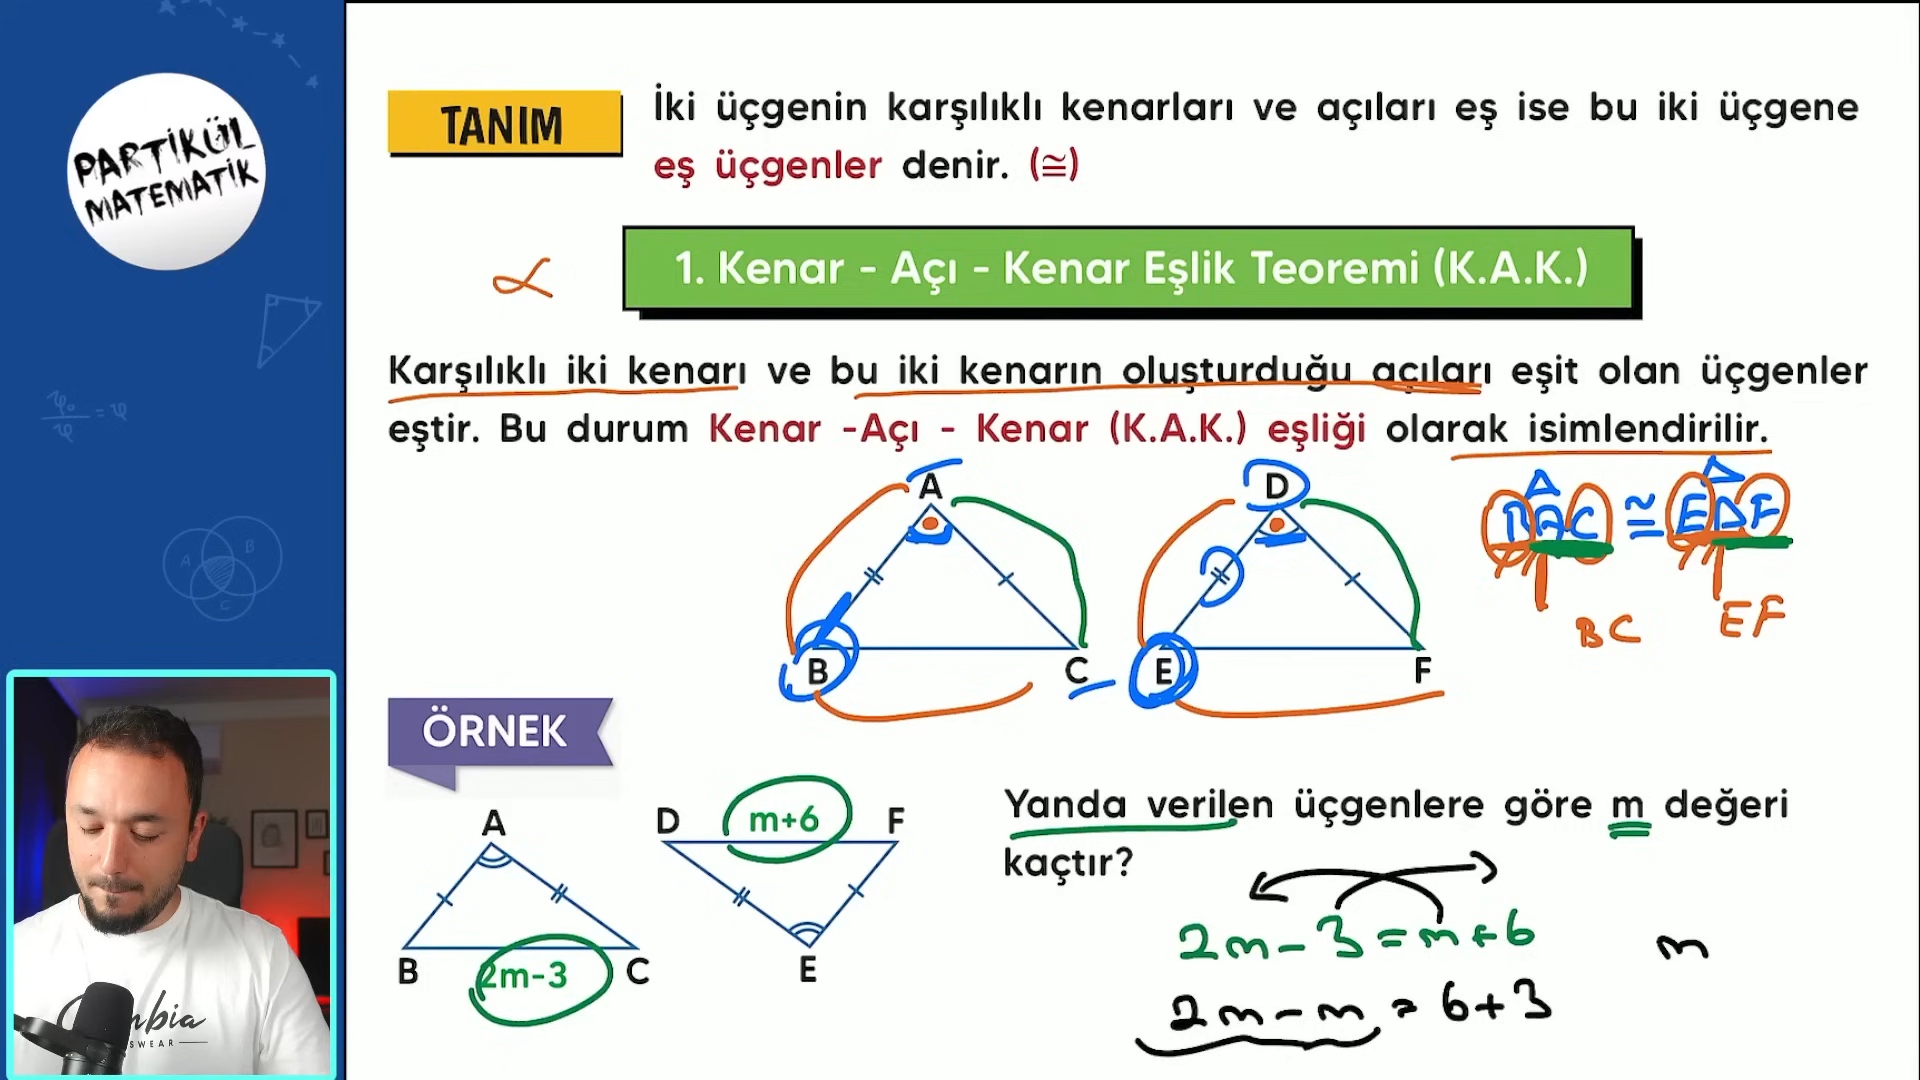 PARTİKÜL
MATEMATİK
TANIM
İki üçgenin karşılıklı kenarları ve açıları eş ise bu iki üçgene
eş üçgenler denir. (≅)
α
1. Kenar - Açı - Kenar Eşlik Teoremi (K.A.K.)
Karşılıklı iki kenarı ve bu iki kenarın oluşturduğu açıları eşit olan üçgenler
eştir. Bu durum Kenar -Açı - Kenar (K.A.K.) eşliği olarak isimlendirilir.
A
D
BAC ≅ EDF
BC EF
B C E F
ÖRNEK
A
D m+6 F
B 2m-3 C
E
Yanda verilen üçgenlere göre m değeri
kaçtır?
2m-3=m+6
m
2m-m=6+3
A B
C